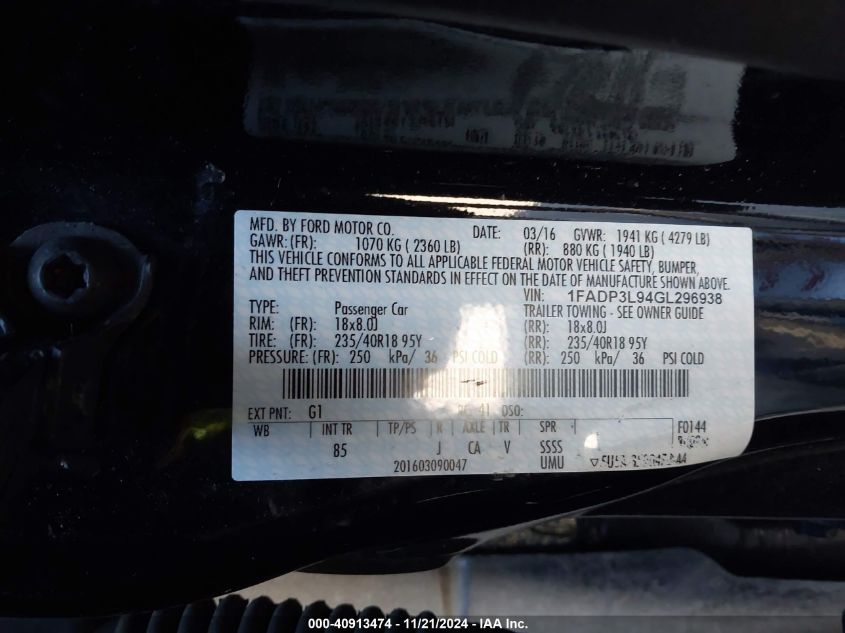 MFD. BY FORD MOTOR CO. DATE: 03/16 GVWR: 1941 KG ( 4279 LB)
GAWR: (FR): 1070 KG ( 2360 LB) (RR): 880 KG ( 1940 LB)
THIS VEHICLE CONFORMS TO ALL APPLICABLE FEDERAL MOTOR VEHICLE SAFETY, BUMPER,
AND THEFT PREVENTION STANDARDS IN EFFECT ON THE DATE OF MANUFACTURE SHOWN ABOVE.
VIN: 1FADP3L94GL296938
TYPE: Passenger Car TRAILER TOWING - SEE OWNER GUIDE
RIM: (FR): 18x8.0J (RR): 18x8.0J
TIRE: (FR): 235/40R18 95Y (RR): 235/40R18 95Y
PRESSURE: (FR): 250 kPa/ 36 PSI COLD (RR): 250 kPa/ 36 PSI COLD
EXT PNT: G1 RC: 41 DSO:
WB INT TR TP/PS R AXLE TR SPR F0144
85 J CA V SSSS
201603090047 UMU
000-40913474 - 11/21/2024 - IAA Inc.